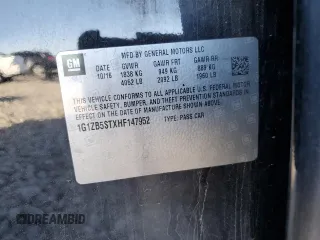 MFD BY GENERAL MOTORS LLC
GM
DATE GVWR GAWR FRT GAWR RR
10/16 1838 KG 949 KG 889 KG
4052 LB 2092 LB 1960 LB
THIS VEHICLE CONFORMS TO ALL APPLICABLE U.S. FEDERAL MOTOR
VEHICLE SAFETY, BUMPER, AND THEFT PREVENTION STANDARDS IN
EFFECT ON THE DATE OF MANUFACTURE SHOWN ABOVE.
1G1ZB5STXHF147952 TYPE: PASS CAR
DREAMBID